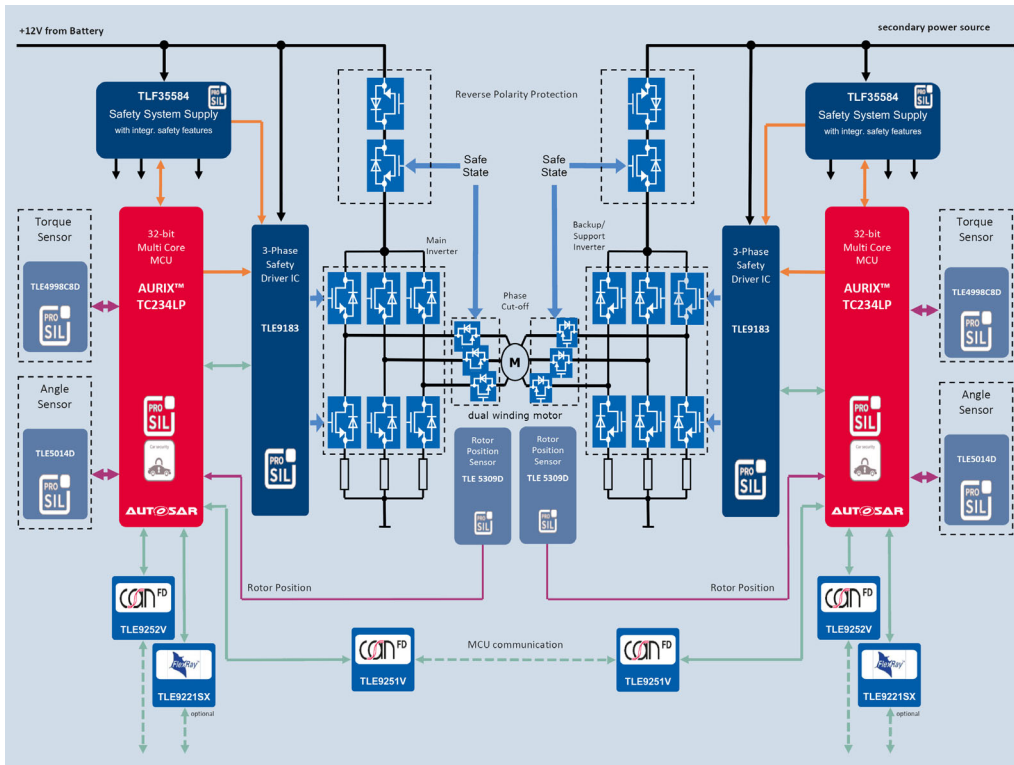 +12V from Battery
secondary power source
TLF35584
PRO
SIL
Safety System Supply
with integr. safety features
Reverse Polarity Protection
TLF35584
PRO
SIL
Safety System Supply
with integr. safety features
Safe
State
Safe
State
Torque
Sensor
TLE4998C8D
PRO
SIL
32-bit
Multi Core
MCU
AURIX™
TC234LP
3-Phase
Safety
Driver IC
TLE9183
Main
Inverter
Backup/
Support
Inverter
Phase
Cut-off
M
dual winding motor
3-Phase
Safety
Driver IC
TLE9183
32-bit
Multi Core
MCU
AURIX™
TC234LP
Torque
Sensor
TLE4998C8D
PRO
SIL
Angle
Sensor
TLE5014D
PRO
SIL
PRO
SIL
Car security
AUTOSAR
PRO
SIL
Rotor
Position
Sensor
TLE 5309D
PRO
SIL
Rotor
Position
Sensor
TLE 5309D
PRO
SIL
PRO
SIL
PRO
SIL
Car security
AUTOSAR
Angle
Sensor
TLE5014D
PRO
SIL
Rotor Position
Rotor Position
CAN FD
TLE9252V
FlexRay™
TLE9221SX
optional
CAN FD
TLE9251V
MCU communication
CAN FD
TLE9251V
CAN FD
TLE9252V
FlexRay™
TLE9221SX
optional